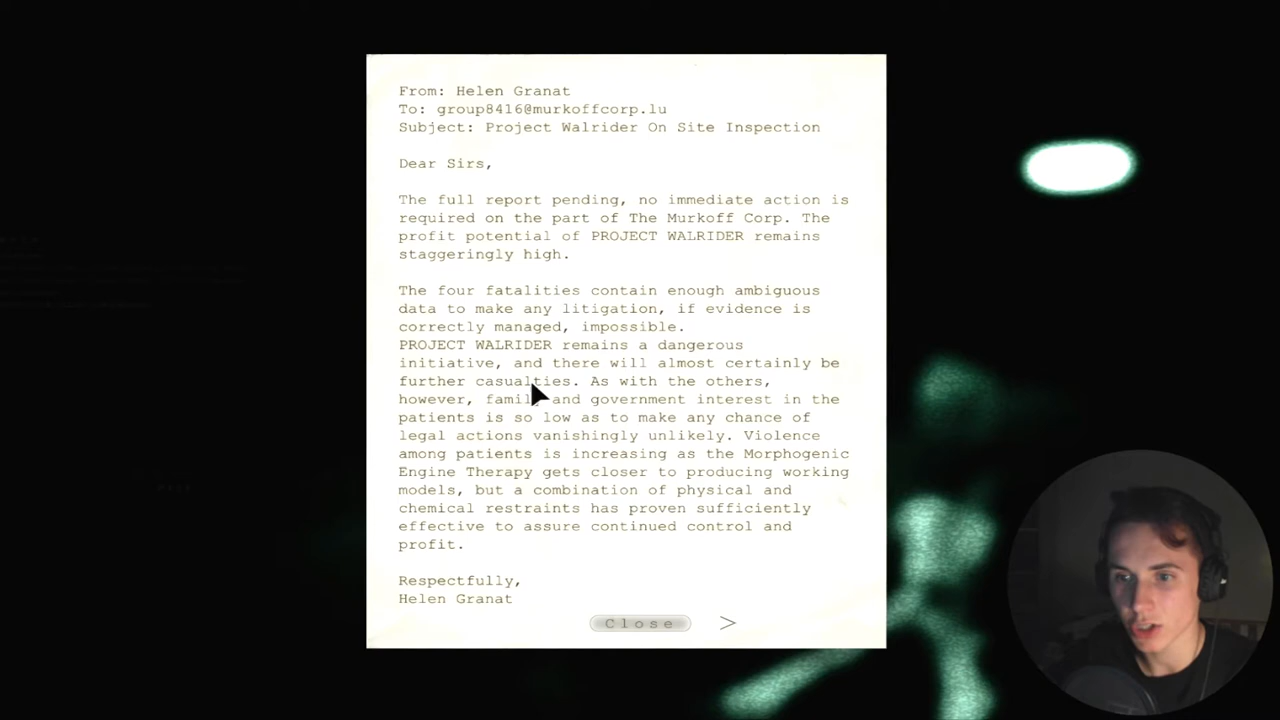 From: Helen Granat
To: group8416@murkoffcorp.lu
Subject: Project Walrider On Site Inspection
Dear Sirs,
The full report pending, no immediate action is
required on the part of The Murkoff Corp. The
profit potential of PROJECT WALRIDER remains
staggeringly high.
The four fatalities contain enough ambiguous
data to make any litigation, if evidence is
correctly managed, impossible.
PROJECT WALRIDER remains a dangerous
initiative, and there will almost certainly be
further casualties. As with the others,
however, family and government interest in the
patients is so low as to make any chance of
legal actions vanishingly unlikely. Violence
among patients is increasing as the Morphogenic
Engine Therapy gets closer to producing working
models, but a combination of physical and
chemical restraints has proven sufficiently
effective to assure continued control and
profit.
Respectfully,
Helen Granat
Close >